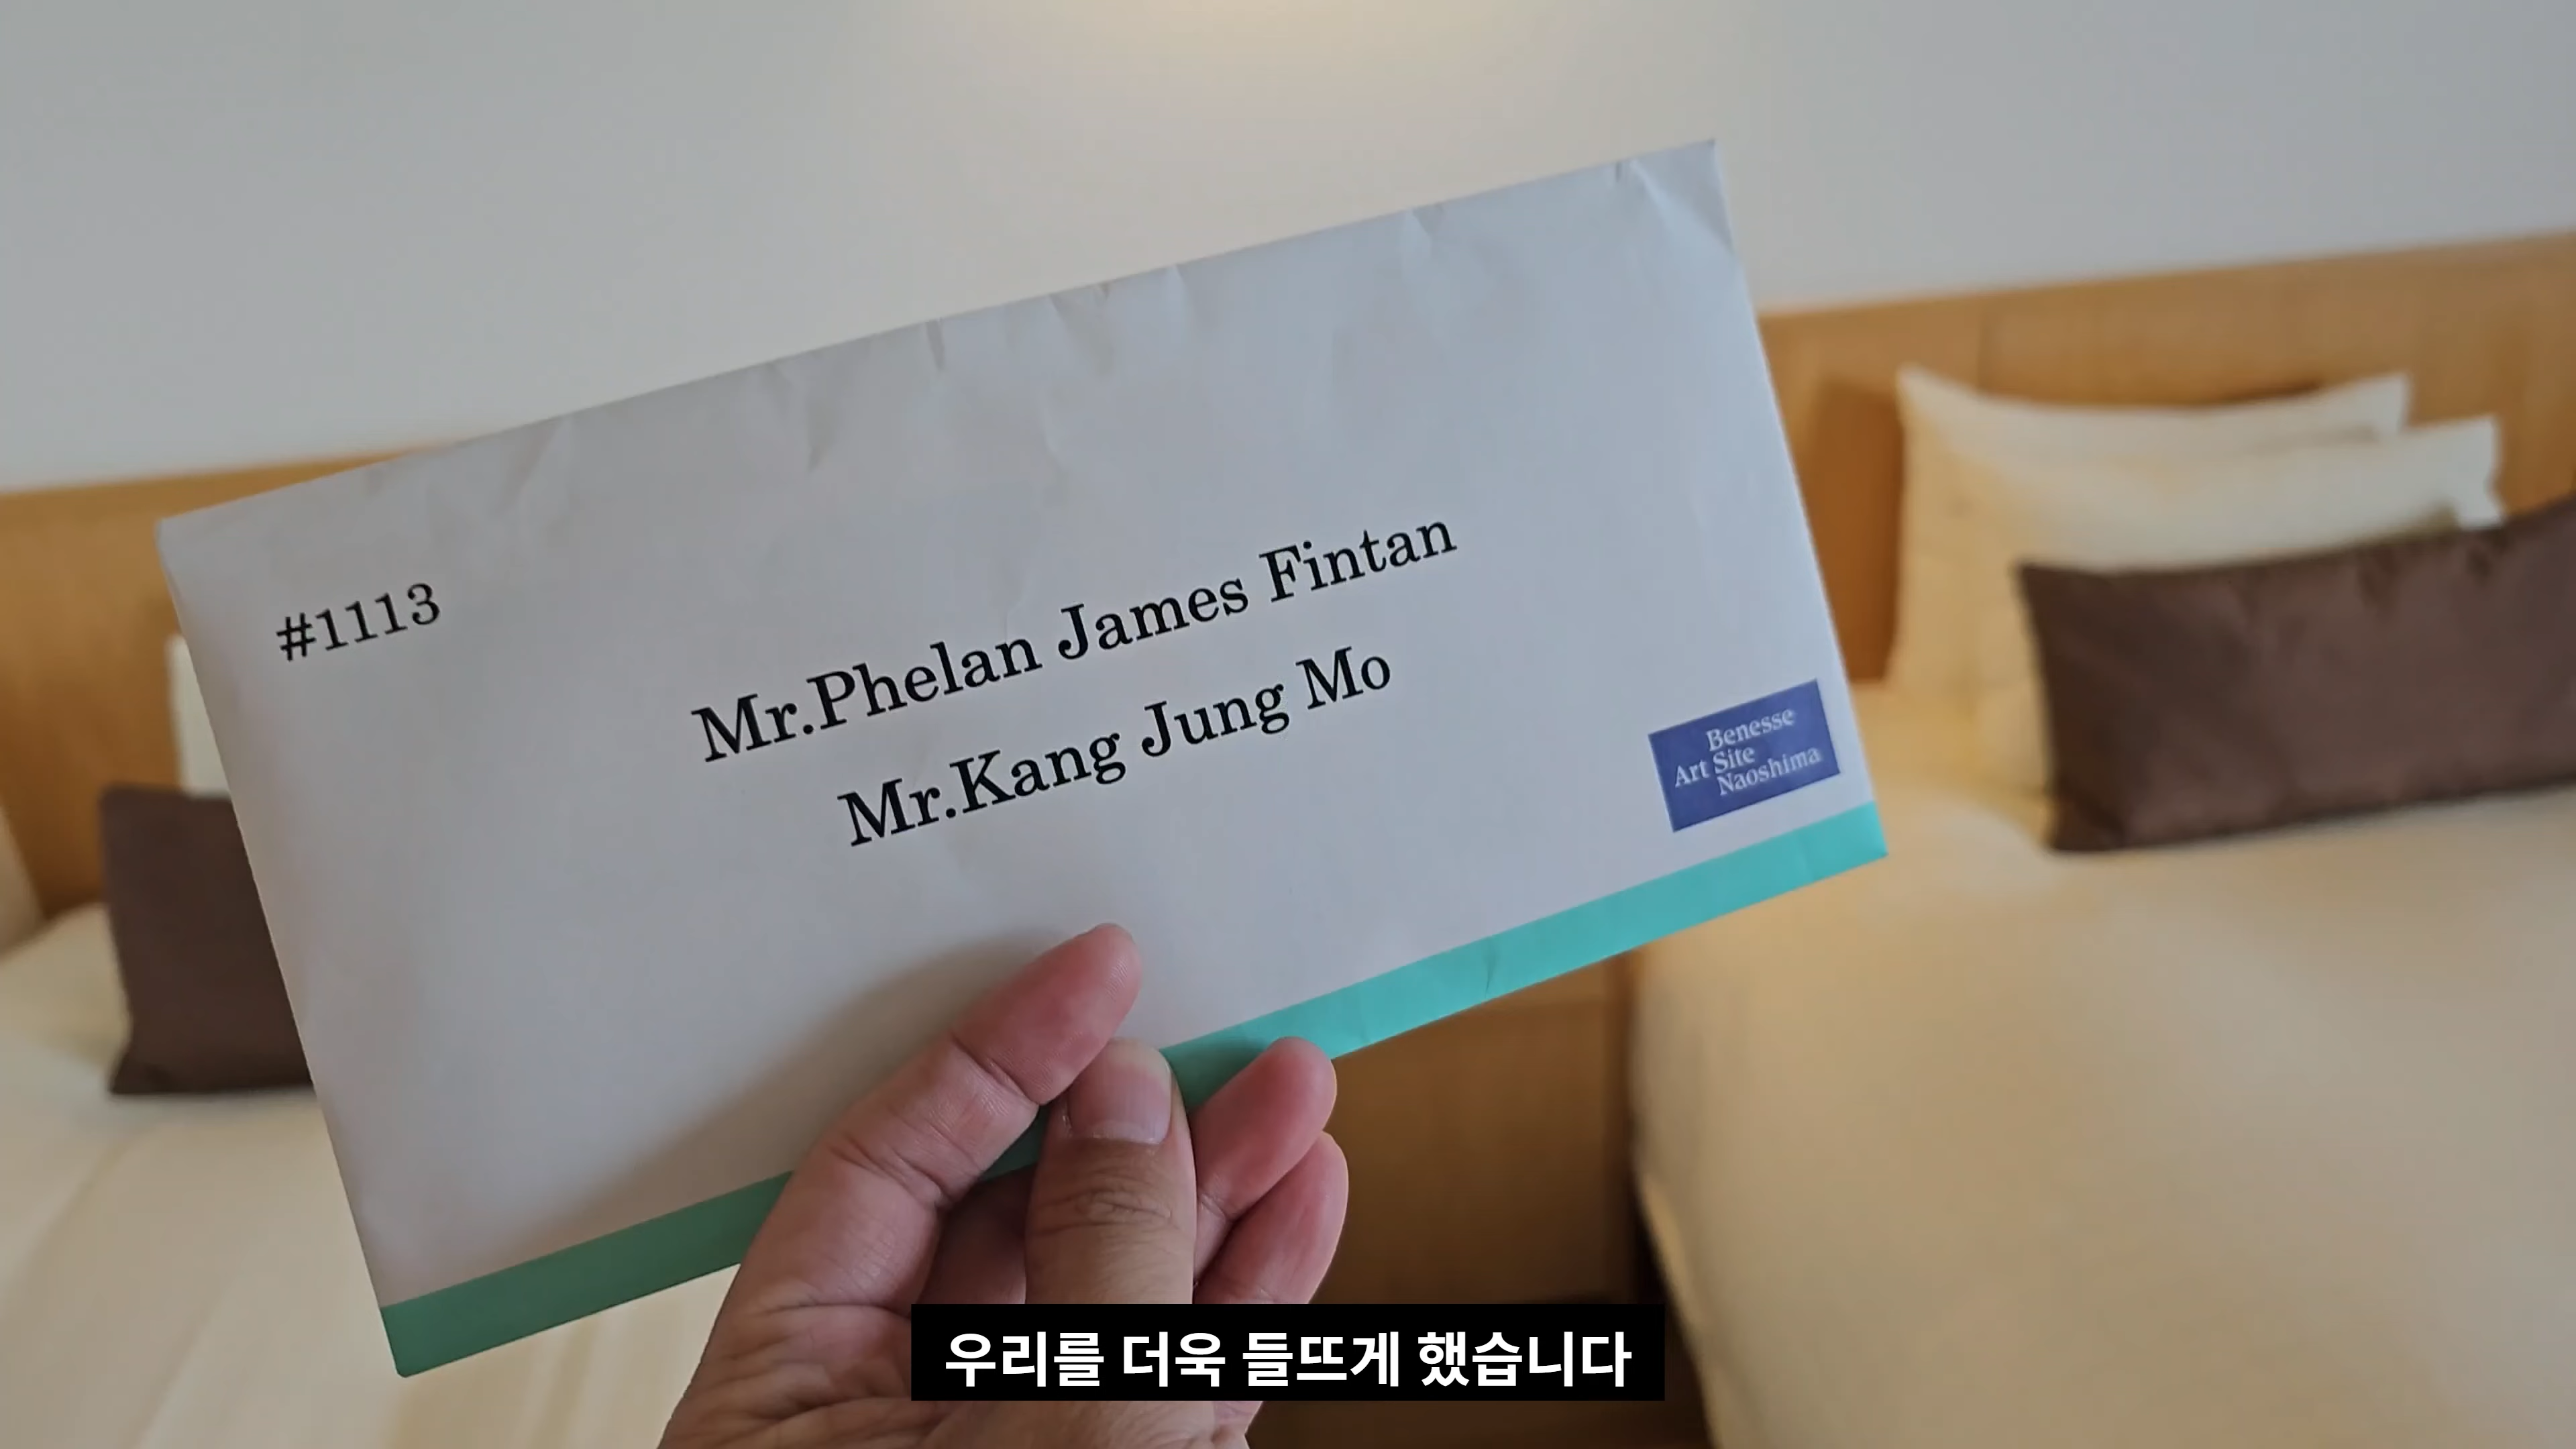 #1113
Mr.Phelan James Fintan
Mr.Kang Jung Mo
Benesse
Art Site
Naoshima
우리를 더욱 들뜨게 했습니다